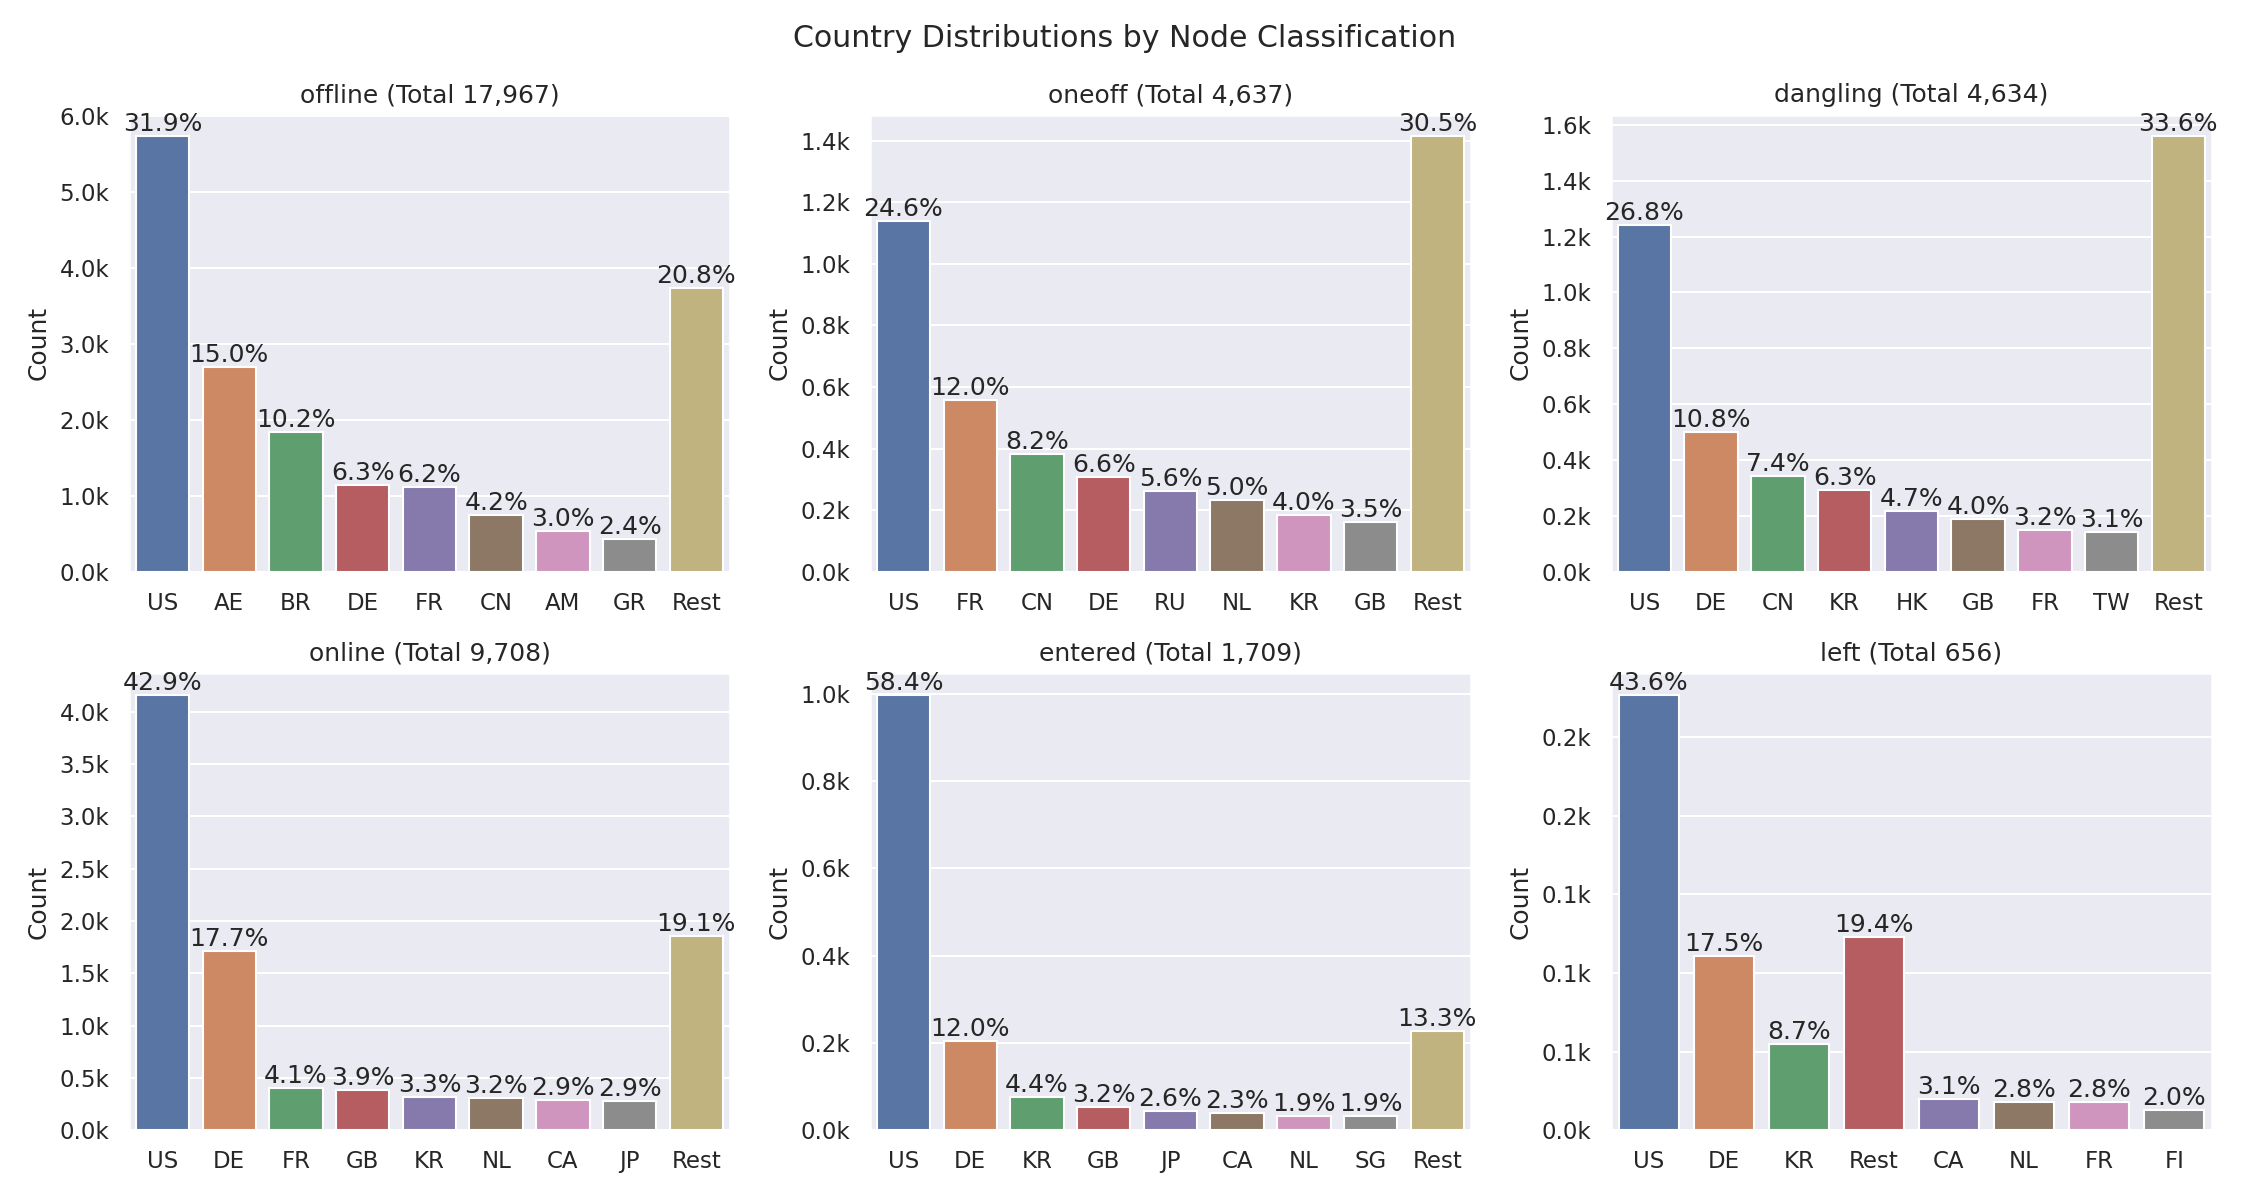 Country Distributions by Node Classification
offline (Total 17,967)
Count
6.0k
5.0k
4.0k
3.0k
2.0k
1.0k
0.0k
31.9%
15.0%
10.2%
6.3%
6.2%
4.2%
3.0%
2.4%
20.8%
US AE BR DE FR CN AM GR Rest
oneoff (Total 4,637)
Count
1.4k
1.2k
1.0k
0.8k
0.6k
0.4k
0.2k
0.0k
24.6%
12.0%
8.2%
6.6%
5.6%
5.0%
4.0%
3.5%
30.5%
US FR CN DE RU NL KR GB Rest
dangling (Total 4,634)
Count
1.6k
1.4k
1.2k
1.0k
0.8k
0.6k
0.4k
0.2k
0.0k
26.8%
10.8%
7.4%
6.3%
4.7%
4.0%
3.2%
3.1%
33.6%
US DE CN KR HK GB FR TW Rest
online (Total 9,708)
Count
4.0k
3.5k
3.0k
2.5k
2.0k
1.5k
1.0k
0.5k
0.0k
42.9%
17.7%
4.1%
3.9%
3.3%
3.2%
2.9%
2.9%
19.1%
US DE FR GB KR NL CA JP Rest
entered (Total 1,709)
Count
1.0k
0.8k
0.6k
0.4k
0.2k
0.0k
58.4%
12.0%
4.4%
3.2%
2.6%
2.3%
1.9%
1.9%
13.3%
US DE KR GB JP CA NL SG Rest
left (Total 656)
Count
0.2k
0.2k
0.1k
0.1k
0.1k
0.0k
43.6%
17.5%
8.7%
19.4%
3.1%
2.8%
2.8%
2.0%
US DE KR Rest CA NL FR FI